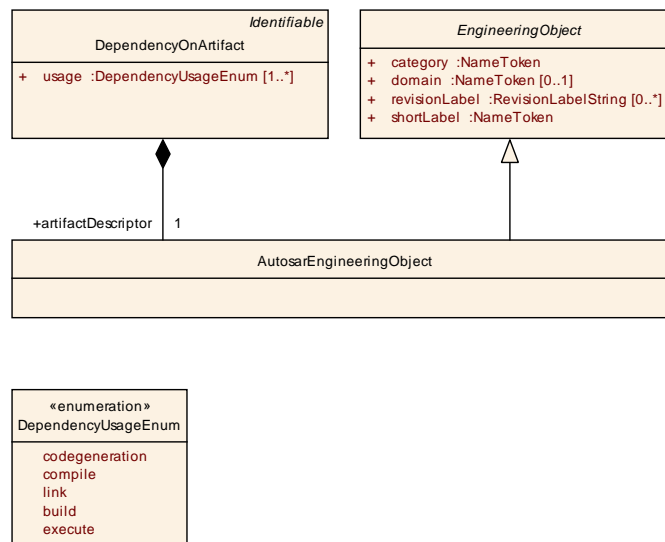 Identifiable
DependencyOnArtifact
+ usage :DependencyUsageEnum [1..*]
EngineeringObject
+ category :NameToken
+ domain :NameToken [0..1]
+ revisionLabel :RevisionLabelString [0..*]
+ shortLabel :NameToken
+artifactDescriptor 1
AutosarEngineeringObject
«enumeration»
DependencyUsageEnum
codegeneration
compile
link
build
execute